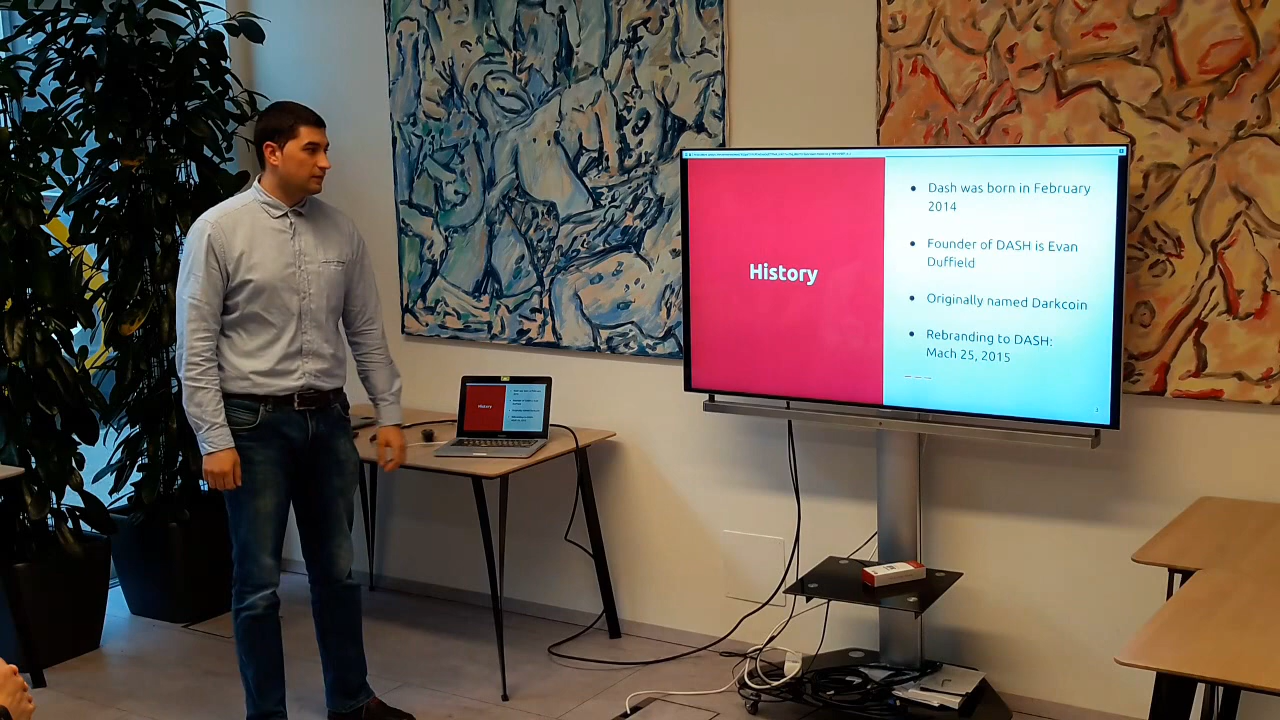 History
Dash was born in February
2014
Founder of DASH is Evan
Duffield
Originally named Darkcoin
Rebranding to DASH:
Mach 25, 2015
History